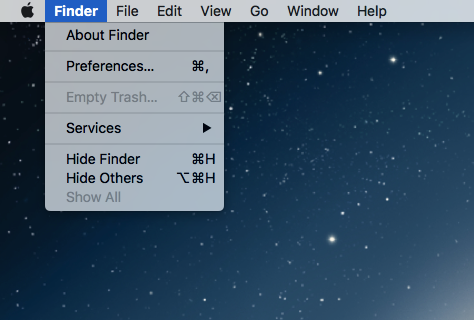 Finder File Edit View Go Window Help
About Finder
Preferences... ⌘,
Empty Trash... ⇧⌘⌫
Services ▶
Hide Finder ⌘H
Hide Others ⌥⌘H
Show All